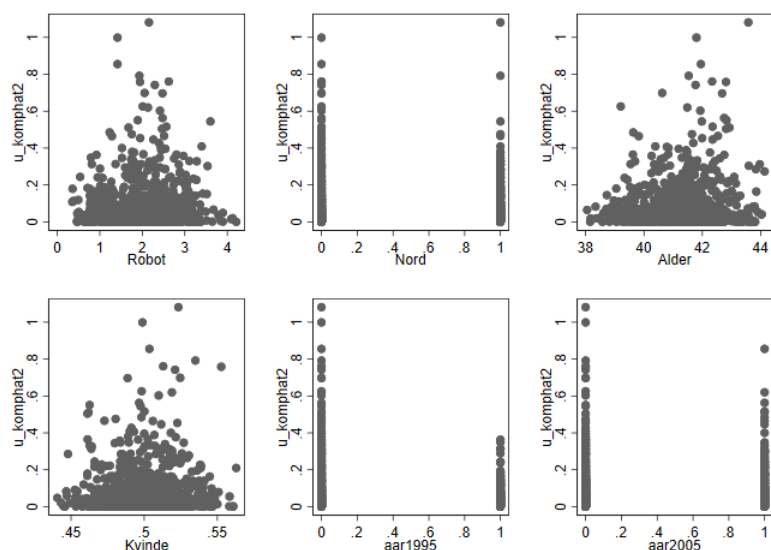 u_komphat2
0 .2 .4 .6 .8 1
0 1 2 3 4
Robot
u_komphat2
0 .2 .4 .6 .8 1
0 .2 .4 .6 .8 1
Nord
u_komphat2
0 .2 .4 .6 .8 1
38 40 42 44
Alder
u_komphat2
0 .2 .4 .6 .8 1
.45 .5 .55
Kvinde
u_komphat2
0 .2 .4 .6 .8 1
0 .2 .4 .6 .8 1
aar1995
u_komphat2
0 .2 .4 .6 .8 1
0 .2 .4 .6 .8 1
aar2005